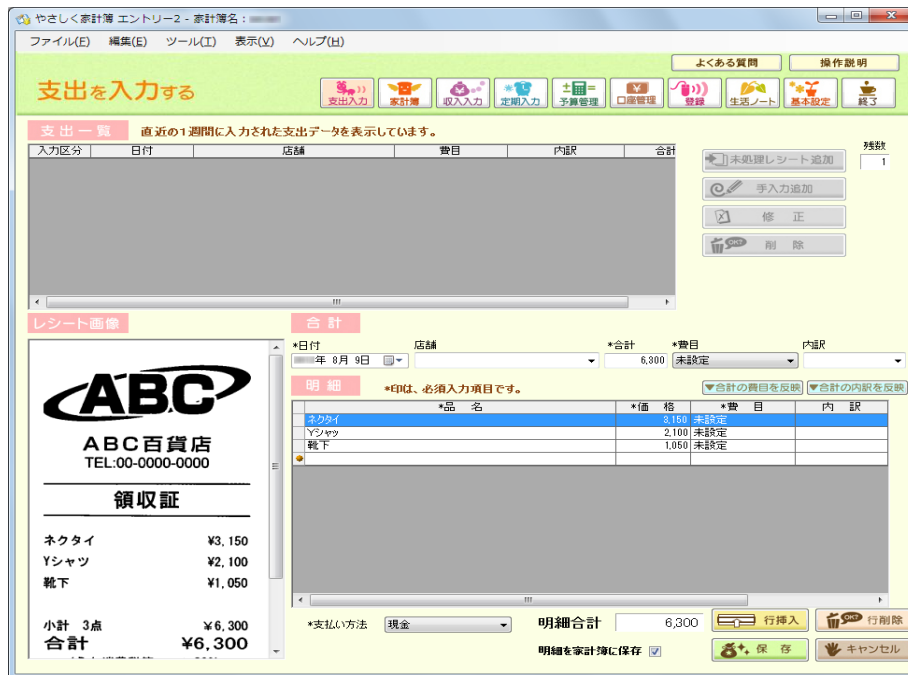 やさしく家計簿 エントリー2 - 家計簿名:
ファイル(F) 編集(E) ツール(T) 表示(V) ヘルプ(H)
よくある質問 操作説明
支出を入力する
支出入力 家計簿 収入入力 定期入力 予算管理 口座管理 登録 生活ノート 基本設定 終了
支出一覧 直近の1週間に入力された支出データを表示しています。
入力区分 日付 店舗 費目 内訳 合計
未処理レシート追加 残数 1
手入力追加
修正
削除
レシート画像
ABC
ABC百貨店
TEL:00-0000-0000
領収証
ネクタイ ¥3,150
Yシャツ ¥2,100
靴下 ¥1,050
小計 3点 ¥6,300
合計 ¥6,300
合計
*日付 店舗 *合計 *費目 内訳
年 8月 9日 6,300 未設定
明細 *印は、必須入力項目です。 ▼合計の費目を反映 ▼合計の内訳を反映
*品名 *価格 *費目 内訳
ネクタイ 3,150 未設定
Yシャツ 2,100 未設定
靴下 1,050 未設定
*支払い方法 現金 明細合計 6,300 行挿入 行削除
明細を家計簿に保存 保存 キャンセル